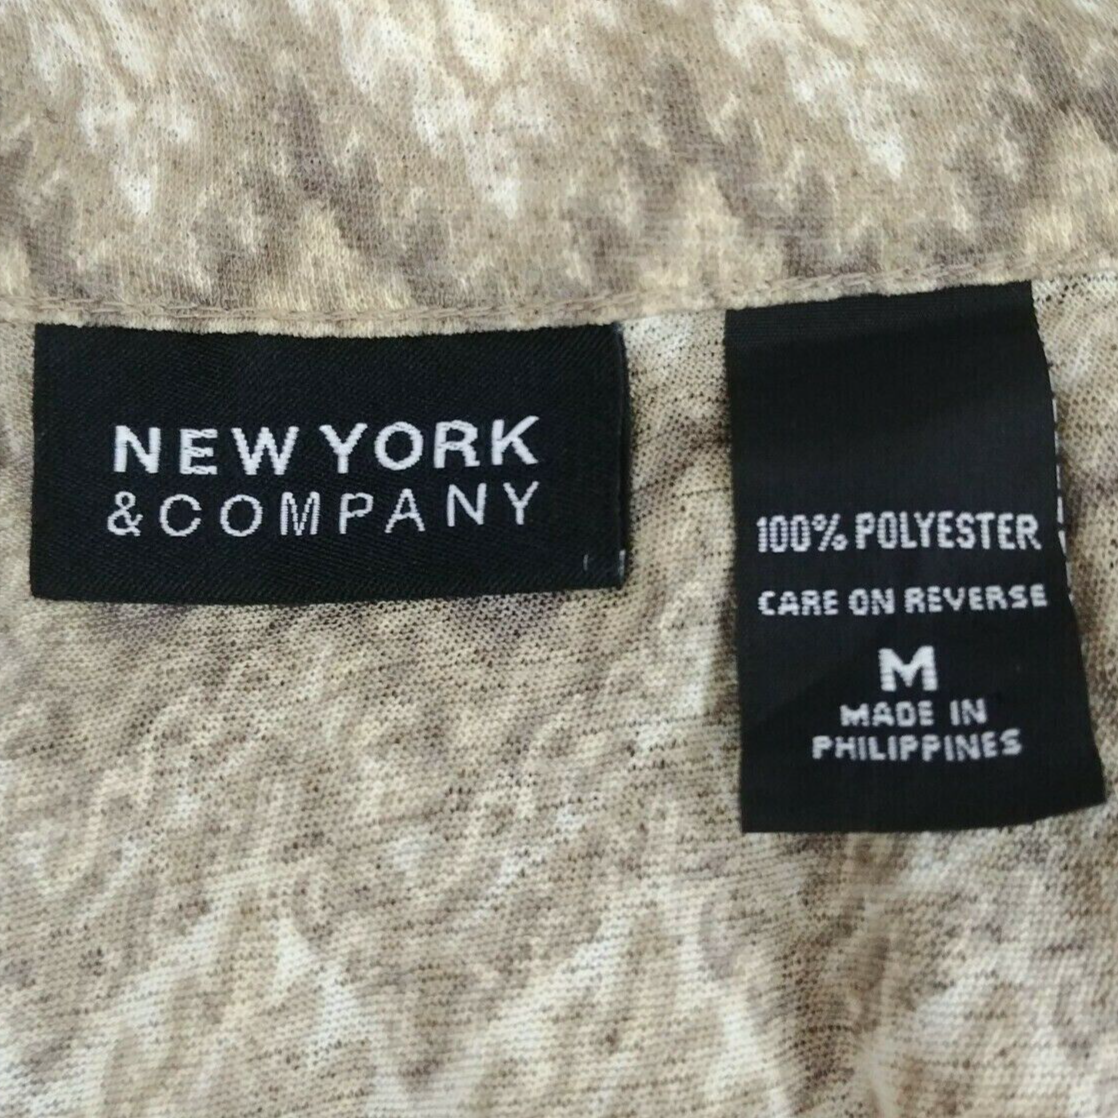 NEW YORK
&COMPANY
100% POLYESTER
CARE ON REVERSE
M
MADE IN
PHILIPPINES